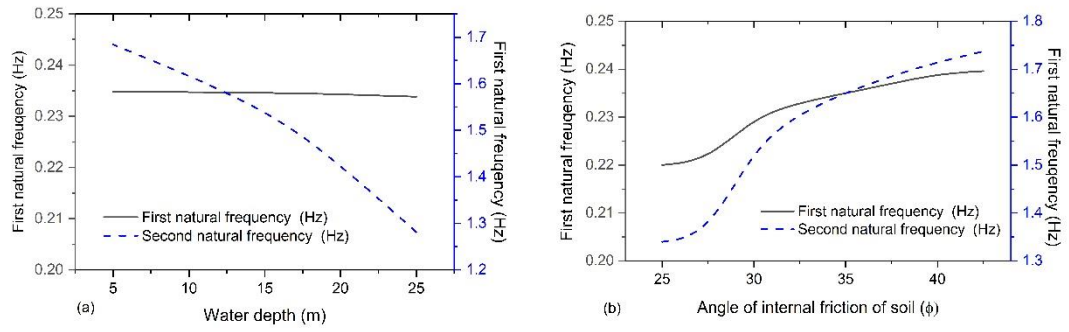 First natural freuqency (Hz)
0.25
0.24
0.23
0.22
0.21
0.20
First natural frequency (Hz)
Second natural frequency (Hz)
5
10
15
20
25
(a)
Water depth (m)
1.7
1.6
1.5
1.4
1.3
1.2
First natural freuqency (Hz)
First natural freuqency (Hz)
0.25
0.24
0.23
0.22
0.21
0.20
First natural frequency (Hz)
Second natural frequency (Hz)
25
30
35
40
(b)
Angle of internal friction of soil (ϕ)
1.8
1.7
1.6
1.5
1.4
1.3
First natural freuqency (Hz)